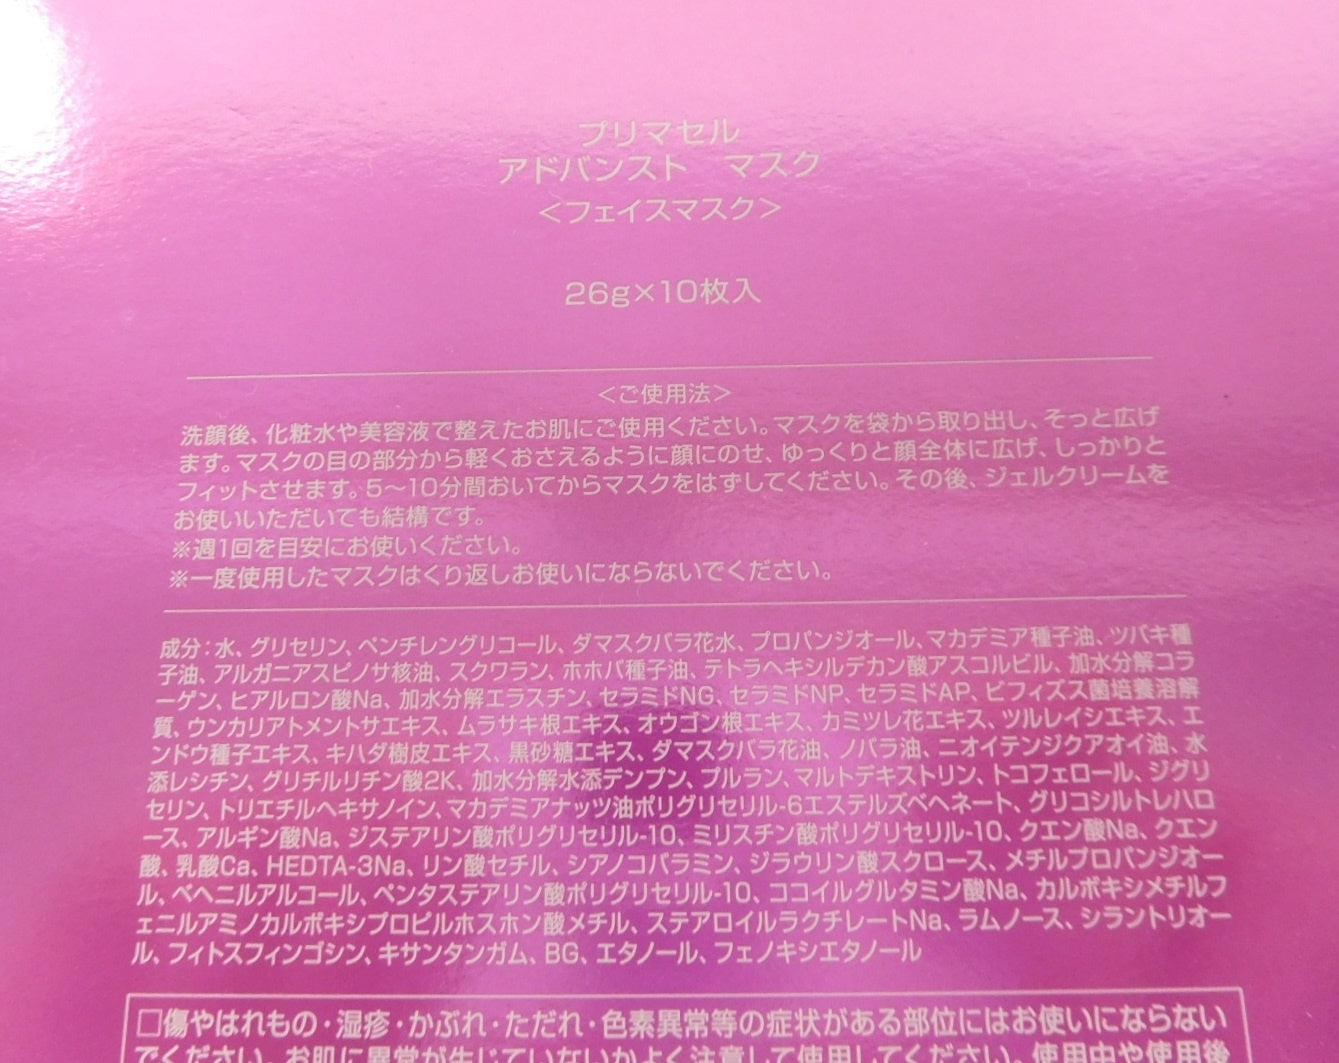 プリマセル
アドバンスト マスク
＜フェイスマスク＞
26g×10枚入
＜ご使用法＞
洗顔後、化粧水や美容液で整えたお肌にご使用ください。マスクを袋から取り出し、そっと広げ
ます。マスクの目の部分から軽くおさえるように顔にのせ、ゆっくりと顔全体に広げ、しっかりと
フィットさせます。5～10分間おいてからマスクをはずしてください。その後、ジェルクリームを
お使いいただいても結構です。
※週1回を目安にお使いください。
※一度使用したマスクはくり返しお使いにならないでください。
成分：水、グリセリン、ペンチレングリコール、ダマスクバラ花水、プロパンジオール、マカデミア種子油、ツバキ種
子油、アルガニアスピノサ核油、スクワラン、ホホバ種子油、テトラヘキシルデカン酸アスコルビル、加水分解コラ
ーゲン、ヒアルロン酸Na、加水分解エラスチン、セラミドNG、セラミドNP、セラミドAP、ビフィズス菌培養溶解
質、ウンカリアトメントサエキス、ムラサキ根エキス、オウゴン根エキス、カミツレ花エキス、ツルレイシエキス、エ
ンドウ種子エキス、キハダ樹皮エキス、黒砂糖エキス、ダマスクバラ花油、ノバラ油、ニオイテンジクアオイ油、水
添レシチン、グリチルリチン酸2K、加水分解水添デンプン、プルラン、マルトデキストリン、トコフェロール、ジグリ
セリン、トリエチルヘキサノイン、マカデミアナッツ油ポリグリセリル-6エステルズベヘネート、グリコシルトレハロ
ース、アルギン酸Na、ジステアリン酸ポリグリセリル-10、ミリスチン酸ポリグリセリル-10、クエン酸Na、クエン
酸、乳酸Ca、HEDTA-3Na、リン酸セチル、シアノコバラミン、ジラウリン酸スクロース、メチルプロパンジオー
ル、ベヘニルアルコール、ペンタステアリン酸ポリグリセリル-10、ココイルグルタミン酸Na、カルボキシメチルフ
ェニルアミノカルボキシプロピルホスホン酸メチル、ステアロイルラクチレートNa、ラムノース、シラントリオー
ル、フィトスフィンゴシン、キサンタンガム、BG、エタノール、フェノキシエタノール
□傷やはれもの・湿疹・かぶれ・ただれ・色素異常等の症状がある部位にはお使いにならない
でください。お肌に異常が生じていないかよく注意して使用してください。使用中や使用後